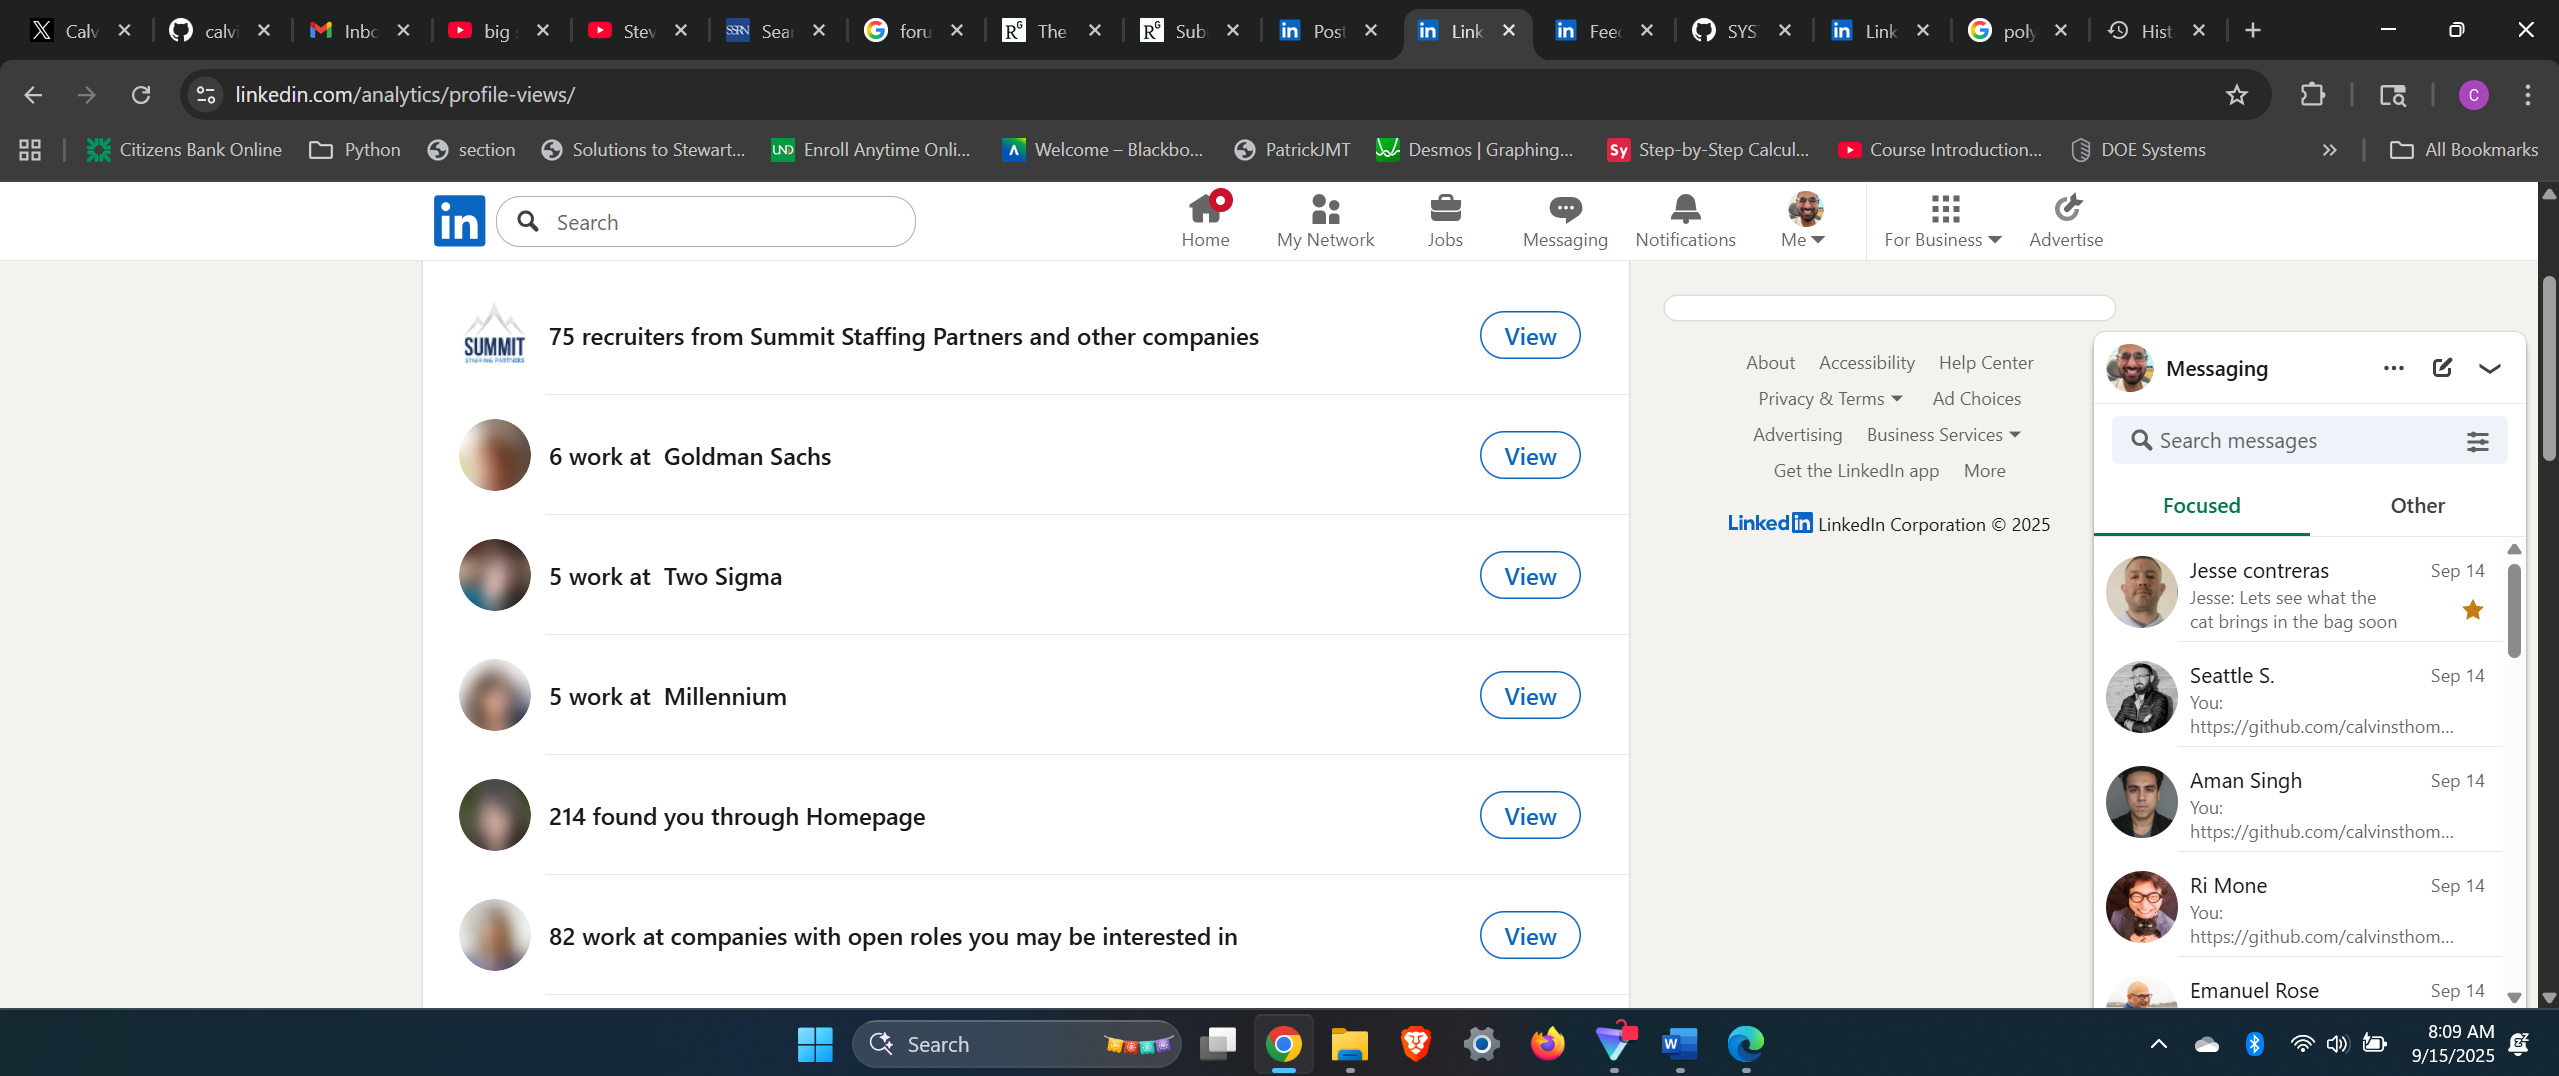 Calv
calvi
Inbo
big
Stev
Sear
foru
The
Sub
Post
Link
Feed
SYS
Link
poly
Hist
linkedin.com/analytics/profile-views/
C
Citizens Bank Online
Python
section
Solutions to Stewart...
UND Enroll Anytime Onli...
Welcome – Blackbo...
PatrickJMT
Desmos | Graphing...
Sy Step-by-Step Calcul...
Course Introduction...
DOE Systems
All Bookmarks
in
Search
Home
My Network
Jobs
Messaging
Notifications
Me
For Business
Advertise
SUMMIT
STAFFING PARTNERS
75 recruiters from Summit Staffing Partners and other companies
View
6 work at Goldman Sachs
View
5 work at Two Sigma
View
5 work at Millennium
View
214 found you through Homepage
View
82 work at companies with open roles you may be interested in
View
About Accessibility Help Center
Privacy & Terms Ad Choices
Advertising Business Services
Get the LinkedIn app More
LinkedIn LinkedIn Corporation © 2025
Messaging
Search messages
Focused Other
Jesse contreras Sep 14
Jesse: Lets see what the
cat brings in the bag soon
Seattle S. Sep 14
You:
https://github.com/calvinsthom...
Aman Singh Sep 14
You:
https://github.com/calvinsthom...
Ri Mone Sep 14
You:
https://github.com/calvinsthom...
Emanuel Rose Sep 14
Search
8:09 AM
9/15/2025